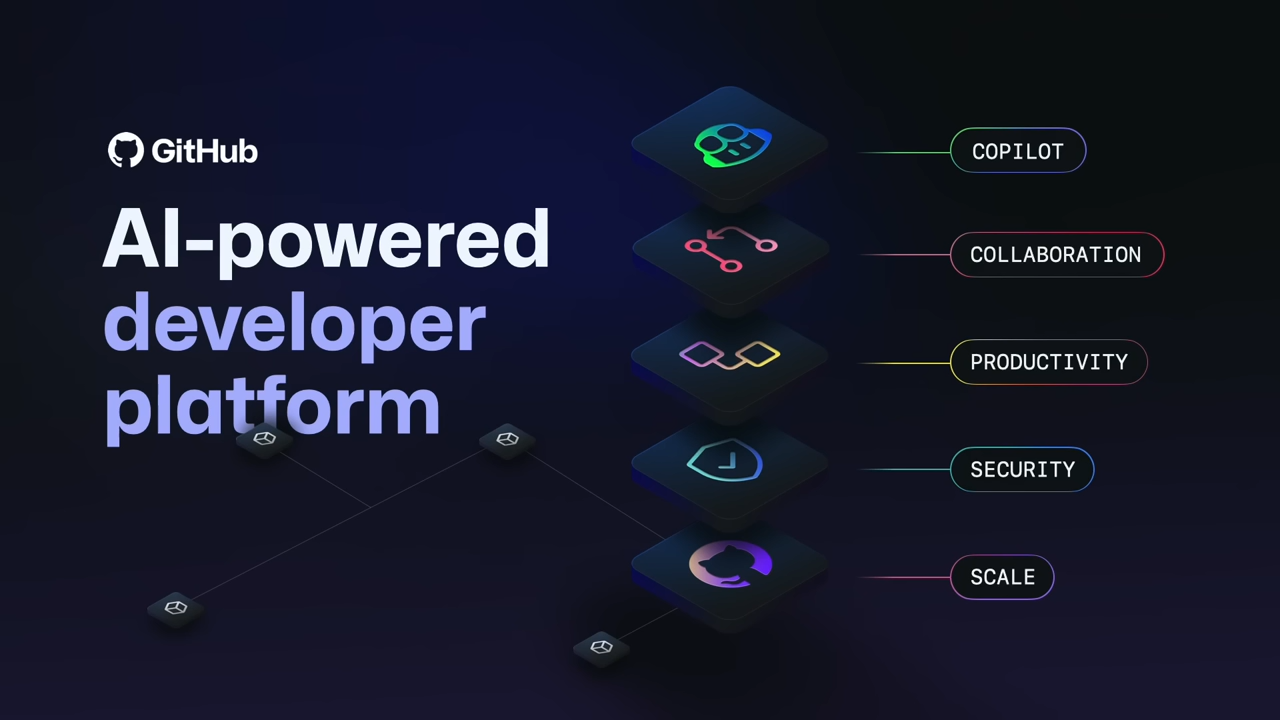 GitHub
AI-powered
developer
platform
COPILOT
COLLABORATION
PRODUCTIVITY
SECURITY
SCALE